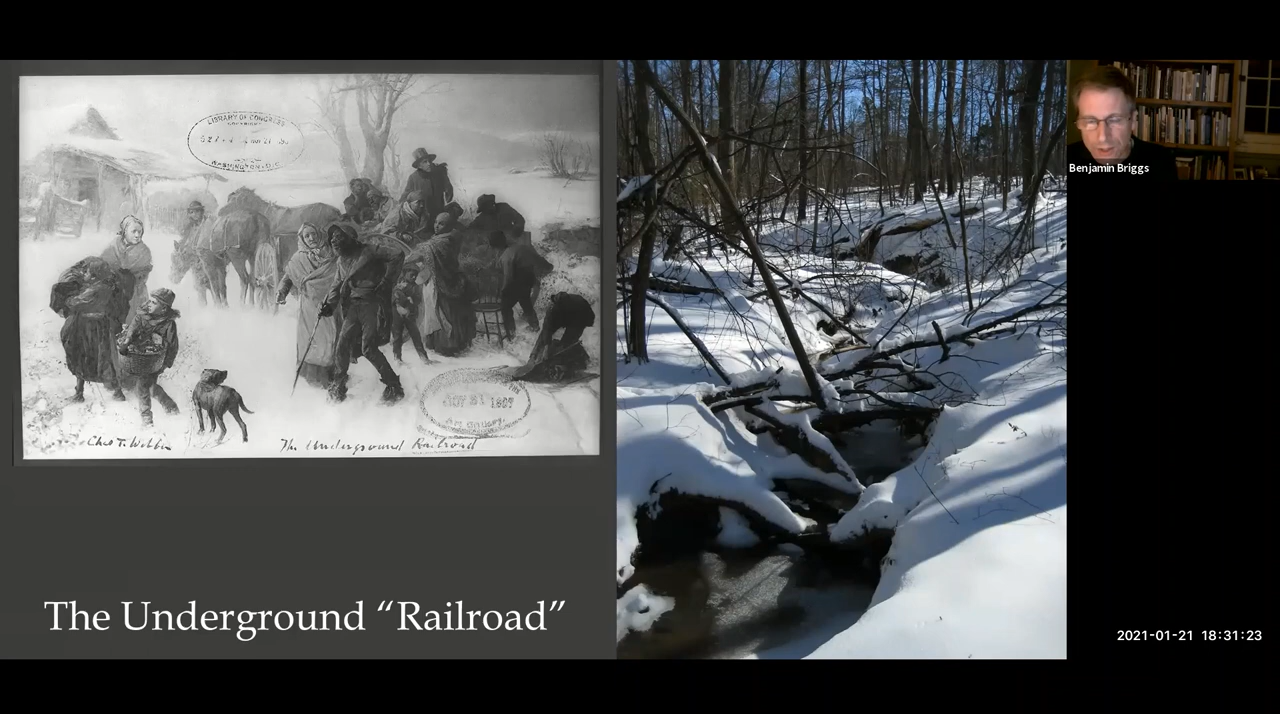 LIBRARY OF CONGRESS
WASHINGTON, D.C.
1897
Chas T. Webber
The Underground Railroad
The Underground “Railroad”
Benjamin Briggs
2021-01-21 18:31:23